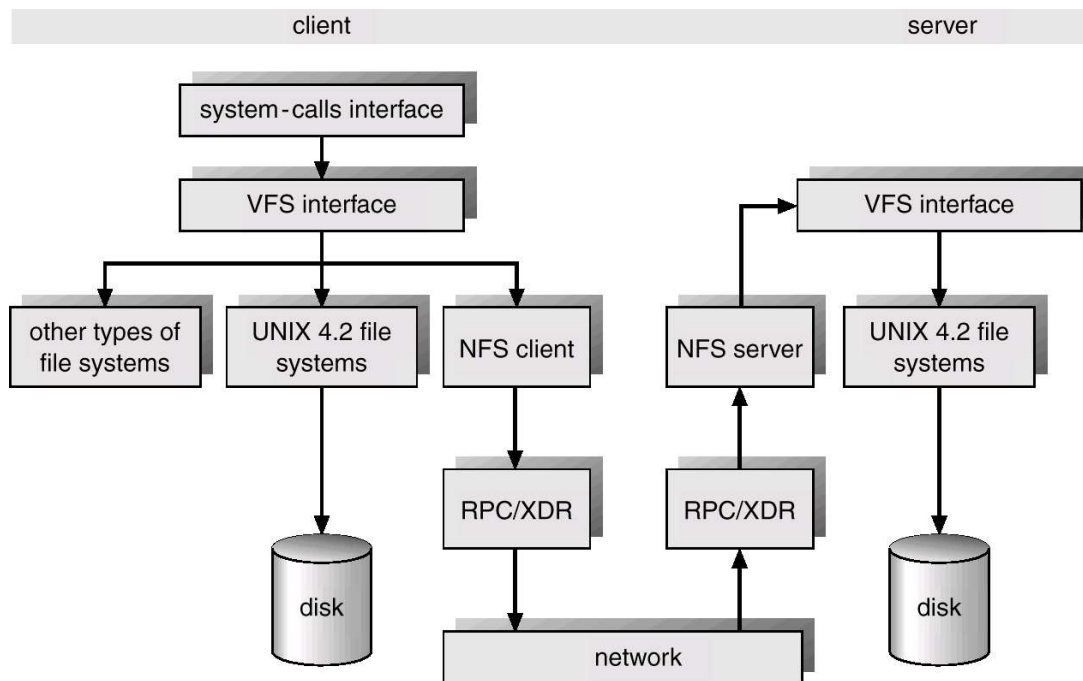 client
server
system-calls interface
VFS interface
VFS interface
other types of
file systems
UNIX 4.2 file
systems
NFS client
NFS server
UNIX 4.2 file
systems
RPC/XDR
RPC/XDR
disk
disk
network